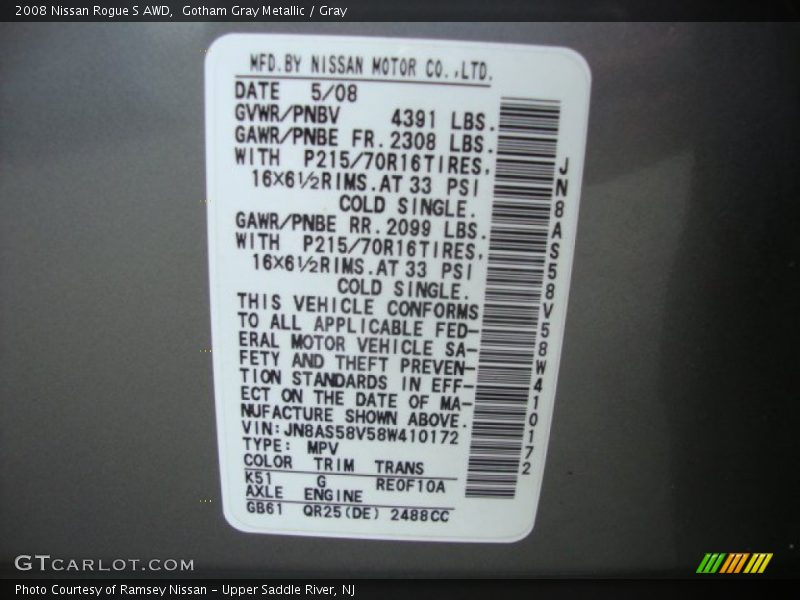 2008 Nissan Rogue S AWD,  Gotham Gray Metallic / Gray
MFD.BY NISSAN MOTOR CO.,LTD.
DATE 5/08
GVWR/PNBV 4391 LBS.
GAWR/PNBE FR.2308 LBS.
WITH P215/70R16TIRES,
16X6½RIMS.AT 33 PSI
COLD SINGLE.
GAWR/PNBE RR.2099 LBS.
WITH P215/70R16TIRES,
16X6½RIMS.AT 33 PSI
COLD SINGLE.
THIS VEHICLE CONFORMS
TO ALL APPLICABLE FED-
ERAL MOTOR VEHICLE SA-
FETY AND THEFT PREVEN-
TION STANDARDS IN EFF-
ECT ON THE DATE OF MA-
NUFACTURE SHOWN ABOVE.
VIN:JN8AS58V58W410172
TYPE: MPV
COLOR TRIM TRANS
K51 G RE0F10A
AXLE ENGINE
GB61 QR25(DE) 2488CC
JN8AS58V58W410172
GTCARLOT.COM
Photo Courtesy of Ramsey Nissan - Upper Saddle River, NJ